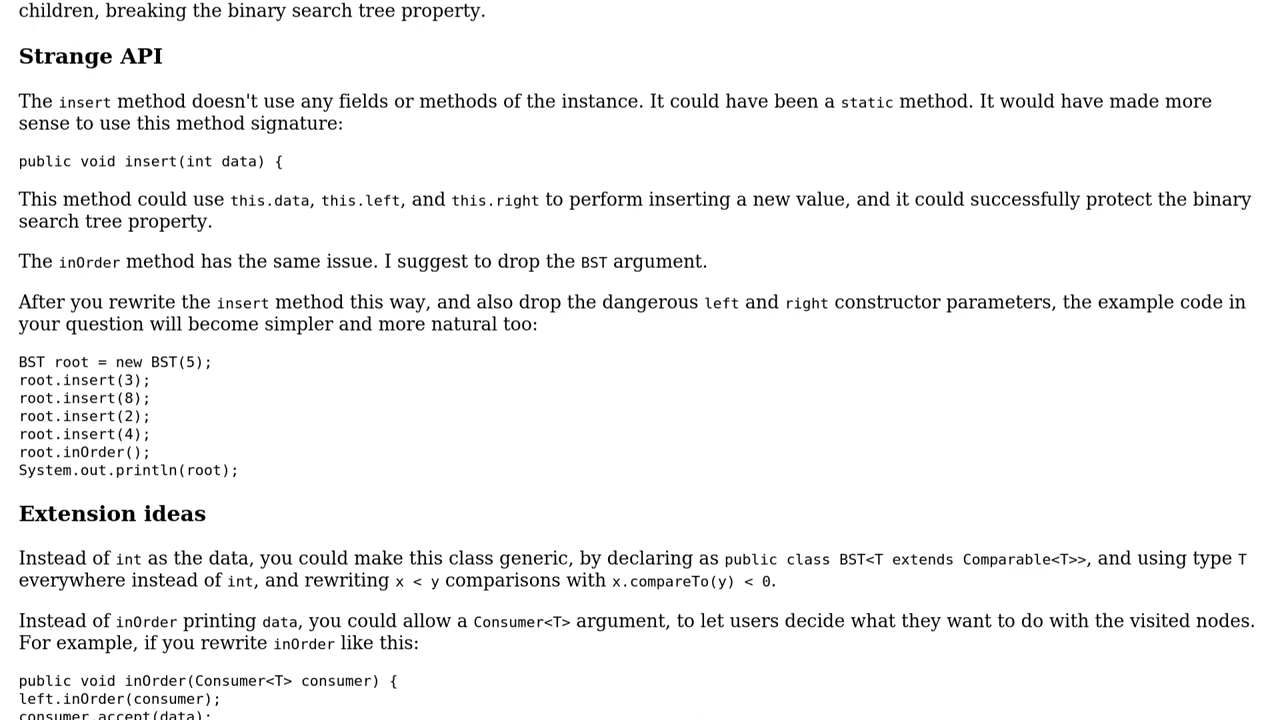 children, breaking the binary search tree property.
Strange API
The insert method doesn't use any fields or methods of the instance. It could have been a static method. It would have made more
sense to use this method signature:
public void insert(int data) {
This method could use this.data, this.left, and this.right to perform inserting a new value, and it could successfully protect the binary
search tree property.
The inOrder method has the same issue. I suggest to drop the BST argument.
After you rewrite the insert method this way, and also drop the dangerous left and right constructor parameters, the example code in
your question will become simpler and more natural too:
BST root = new BST(5);
root.insert(3);
root.insert(8);
root.insert(2);
root.insert(4);
root.inOrder();
System.out.println(root);
Extension ideas
Instead of int as the data, you could make this class generic, by declaring as public class BST<T extends Comparable<T>>, and using type T
everywhere instead of int, and rewriting x < y comparisons with x.compareTo(y) < 0.
Instead of inOrder printing data, you could allow a Consumer<T> argument, to let users decide what they want to do with the visited nodes.
For example, if you rewrite inOrder like this:
public void inOrder(Consumer<T> consumer) {
left.inOrder(consumer);
consumer.accept(data);